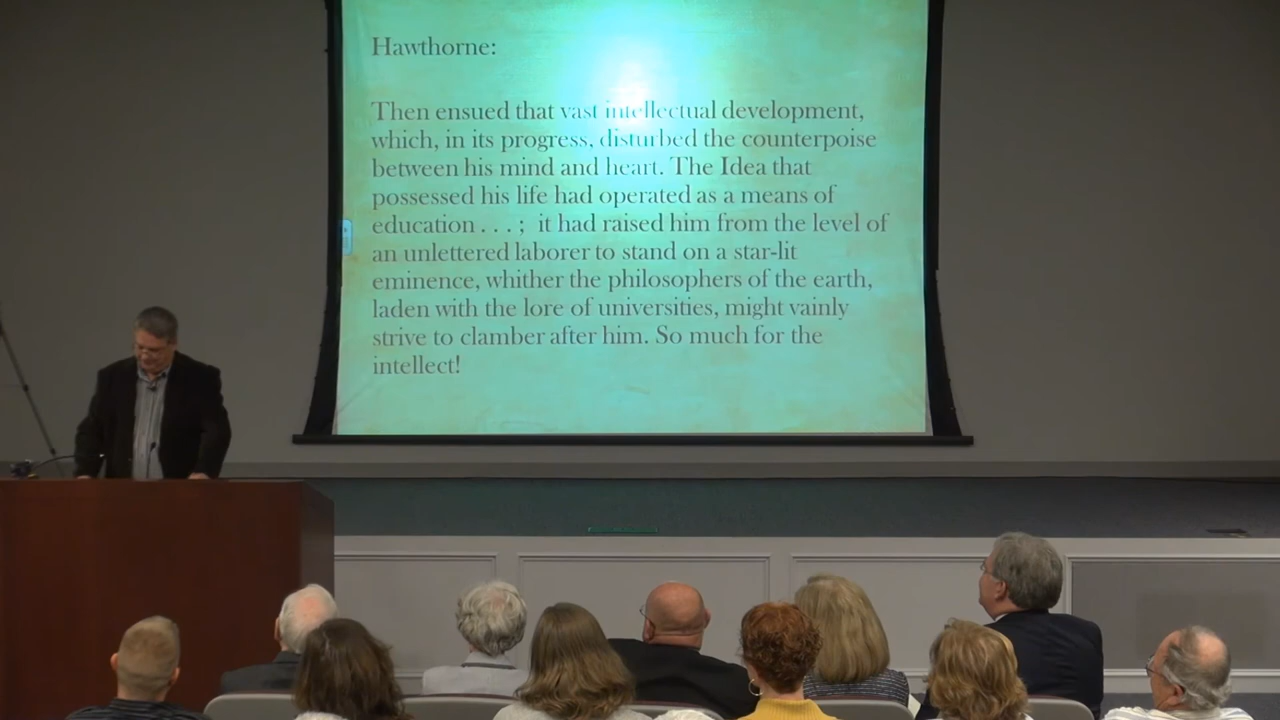 Hawthorne:
Then ensued that vast intellectual development,
which, in its progress, disturbed the counterpoise
between his mind and heart. The Idea that
possessed his life had operated as a means of
education . . . ;  it had raised him from the level of
an unlettered laborer to stand on a star-lit
eminence, whither the philosophers of the earth,
laden with the lore of universities, might vainly
strive to clamber after him. So much for the
intellect!